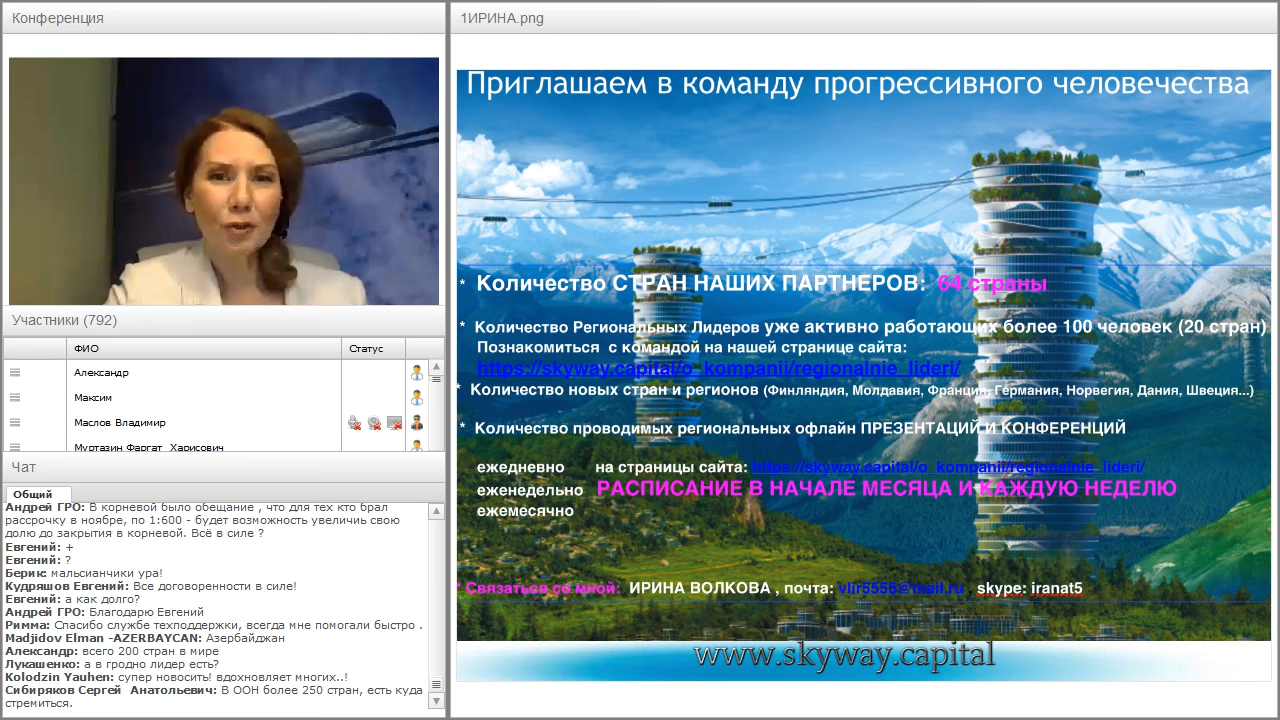 Конференция
Участники (792)
ФИО
Статус
Александр
Максим
Маслов Владимир
Муртазин Фаргат Харисович
Чат
Общий
Андрей ГРО: В корневой было обещание , что для тех кто брал
рассрочку в ноябре, по 1:600 - будет возможность увеличиь свою
долю до закрытия в корневой. Всё в силе ?
Евгений: +
Евгений: ?
Берик: мальсианчики ура!
Кудряшов Евгений: Все договоренности в силе!
Евгений: а как долго?
Андрей ГРО: Благодарю Евгений
Римма: Спасибо службе техподдержки, всегда мне помогали быстро .
Madjidov Elman -AZERBAYCAN: Азербайджан
Александр: всего 200 стран в мире
Лукашенко: а в гродно лидер есть?
Kolodzin Yauhen: супер новосить! вдохновляет многих..!
Сибиряков Сергей Анатольевич: В ООН более 250 стран, есть куда
стремиться.
1ИРИНА.png
Приглашаем в команду прогрессивного человечества
* Количество СТРАН НАШИХ ПАРТНЕРОВ: 64 страны
* Количество Региональных Лидеров уже активно работающих более 100 человек (20 стран)
Познакомиться с командой на нашей странице сайта:
https://skyway.capital/o_kompanii/regionalnie_lideri/
* Количество новых стран и регионов (Финляндия, Молдавия, Франция, Германия, Норвегия, Дания, Швеция...)
* Количество проводимых региональных офлайн ПРЕЗЕНТАЦИЙ И КОНФЕРЕНЦИЙ
ежедневно на страницы сайта: https://skyway.capital/o_kompanii/regionalnie_lideri/
еженедельно РАСПИСАНИЕ В НАЧАЛЕ МЕСЯЦА И КАЖДУЮ НЕДЕЛЮ
ежемесячно
* Связаться со мной: ИРИНА ВОЛКОВА , почта: vlir5555@mail.ru , skype: iranat5
www.skyway.capital